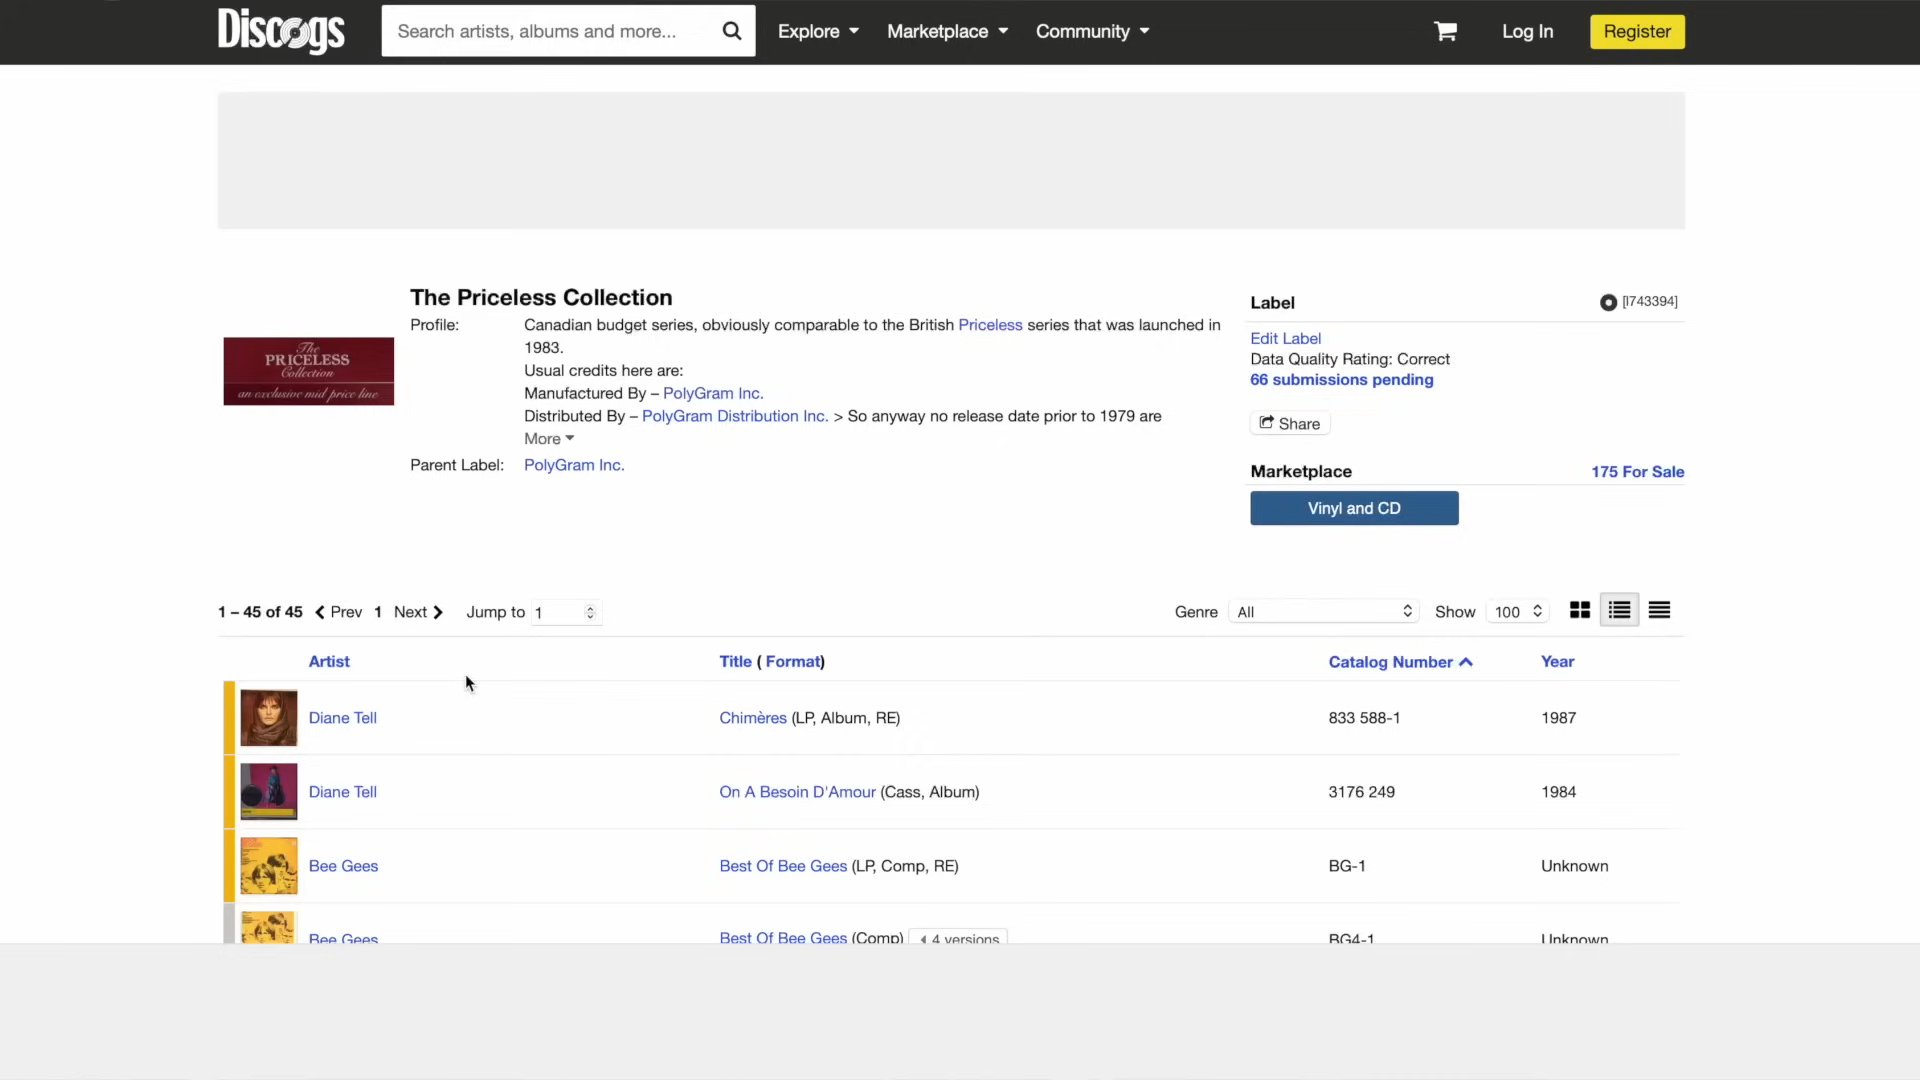 Discogs Search artists, albums and more... Explore Marketplace Community Log In Register
The Priceless Collection
Profile: Canadian budget series, obviously comparable to the British Priceless series that was launched in
1983.
Usual credits here are:
Manufactured By – PolyGram Inc.
Distributed By – PolyGram Distribution Inc. > So anyway no release date prior to 1979 are
More
Parent Label: PolyGram Inc.
The
PRICELESS
Collection
an exclusive mid price line
Label [l743394]
Edit Label
Data Quality Rating: Correct
66 submissions pending
Share
Marketplace 175 For Sale
Vinyl and CD
1 – 45 of 45 Prev 1 Next Jump to 1 Genre All Show 100
Artist Title ( Format) Catalog Number Year
Diane Tell Chimères (LP, Album, RE) 833 588-1 1987
Diane Tell On A Besoin D'Amour (Cass, Album) 3176 249 1984
Bee Gees Best Of Bee Gees (LP, Comp, RE) BG-1 Unknown
Bee Gees Best Of Bee Gees (Comp) 4 versions BG4-1 Unknown